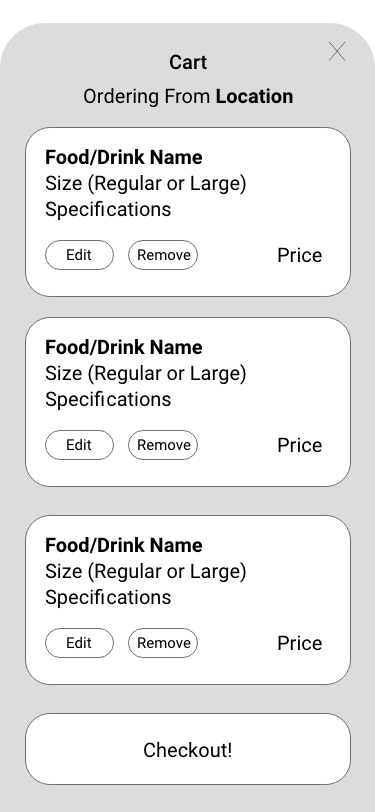 Cart
Ordering From Location
Food/Drink Name
Size (Regular or Large)
Specifications
Edit Remove Price
Food/Drink Name
Size (Regular or Large)
Specifications
Edit Remove Price
Food/Drink Name
Size (Regular or Large)
Specifications
Edit Remove Price
Checkout!